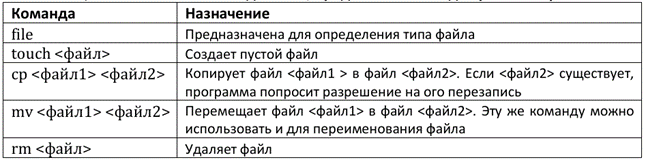 Команда Назначение
file Предназначена для определения типа файла
touch <файл> Создает пустой файл
cp <файл1> <файл2> Копирует файл <файл1 > в файл <файл2>. Если <файл2> существует,
программа попросит разрешение на ого перезапись
mv <файл1> <файл2> Перемещает файл <файл1> в файл <файл2>. Эту же команду можно
использовать и для переименования файла
rm <файл> Удаляет файл